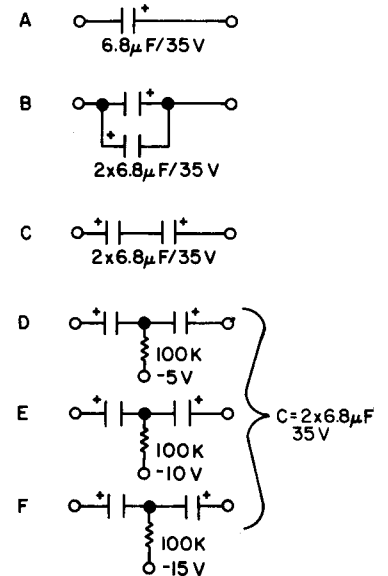 A
+
6.8µF/35V
B
+
+
2x6.8µF/35V
C
+ +
2x6.8µF/35V
D
+ +
100K
-5V
E
+ +
100K
-10V
C=2x6.8µF
35V
F
+ +
100K
-15V